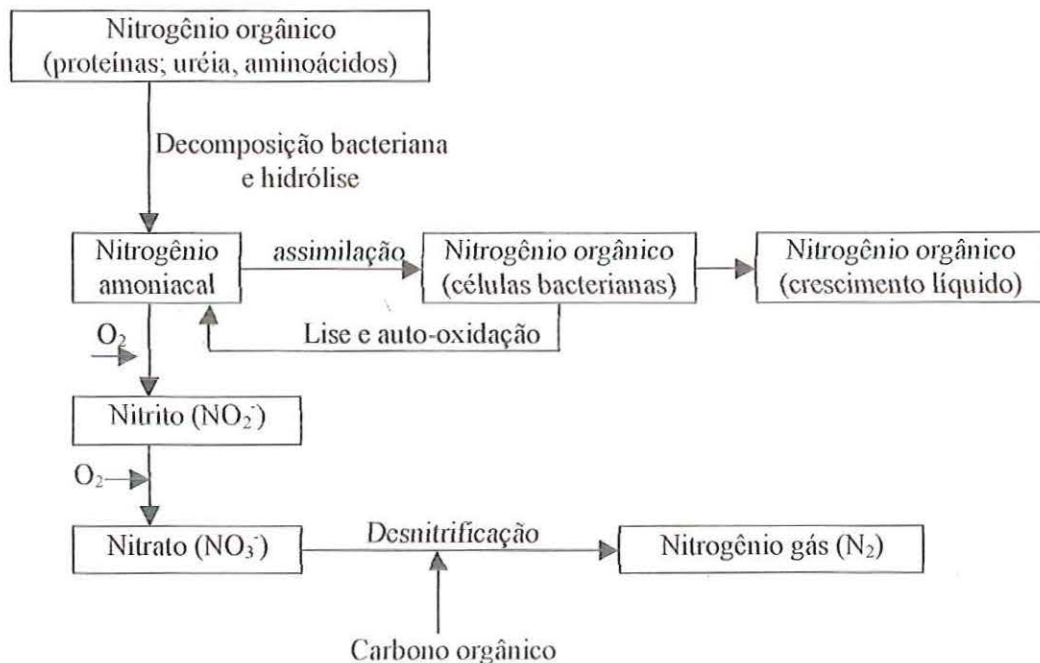 Nitrogênio orgânico
(proteínas; uréia, aminoácidos)
Decomposição bacteriana
e hidrólise
Nitrogênio
amoniacal
assimilação
Nitrogênio orgânico
(células bacterianas)
Nitrogênio orgânico
(crescimento líquido)
Lise e auto-oxidação
O₂
Nitrito (NO₂⁻)
O₂
Nitrato (NO₃⁻)
Desnitrificação
Nitrogênio gás (N₂)
Carbono orgânico